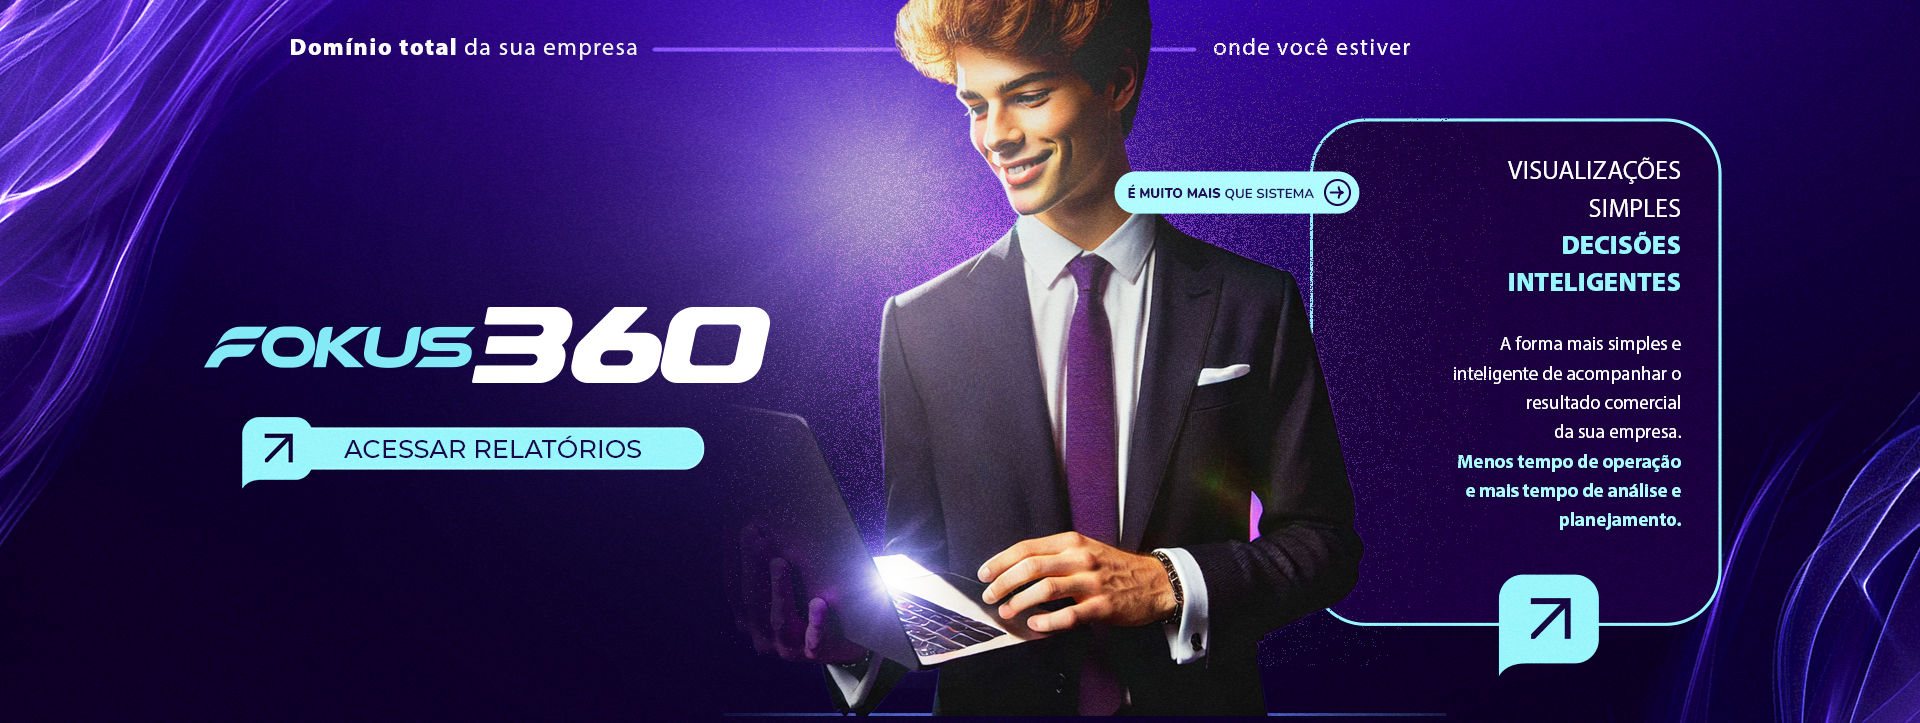 Domínio total da sua empresa
onde você estiver
É MUITO MAIS QUE SISTEMA
VISUALIZAÇÕES
SIMPLES
DECISÕES
INTELIGENTES
A forma mais simples e
inteligente de acompanhar o
resultado comercial
da sua empresa.
Menos tempo de operação
e mais tempo de análise e
planejamento.
FOKUS360
ACESSAR RELATÓRIOS